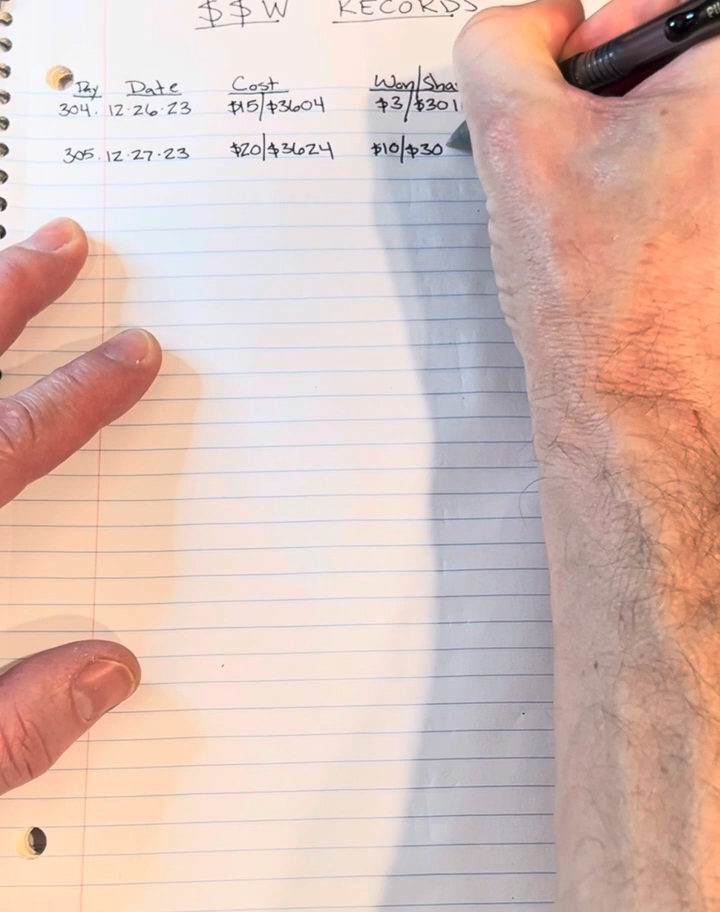 $$W RECORDS
Day Date Cost Won/Sha
304. 12.26.23 $15/$3604 $3/$301
305. 12.27.23 $20/$3624 $10/$30